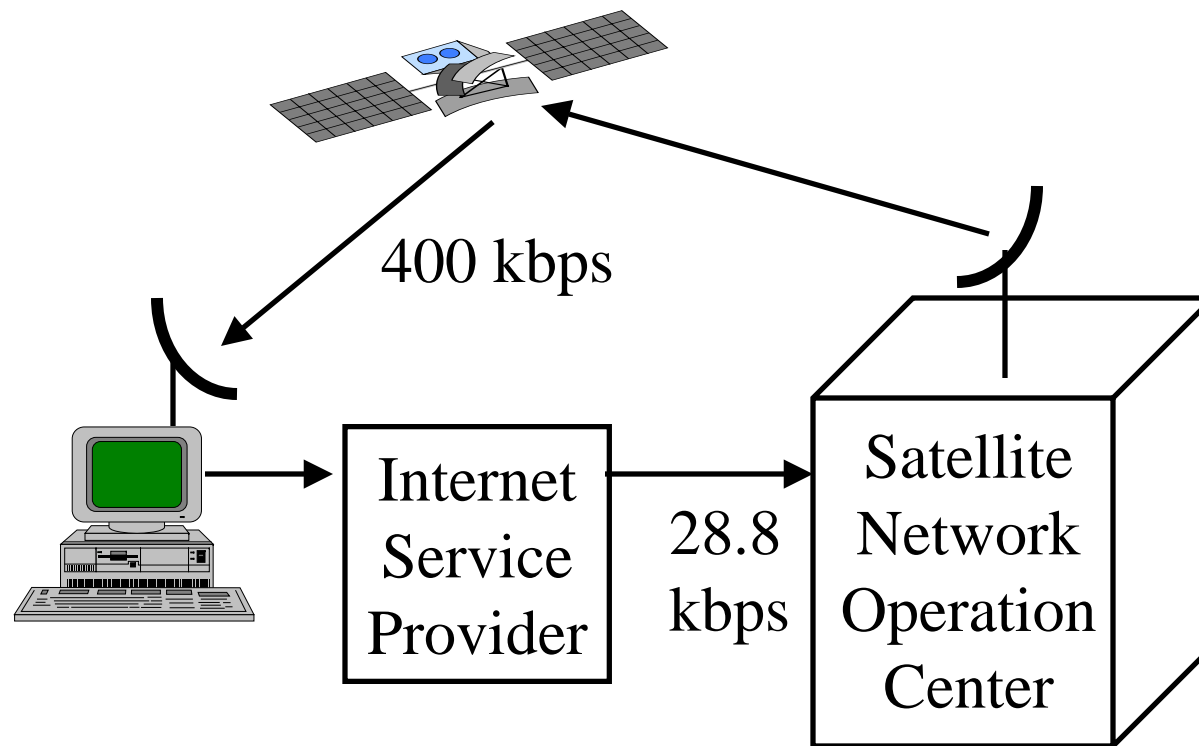 400 kbps
Internet
Service
Provider
28.8
kbps
Satellite
Network
Operation
Center